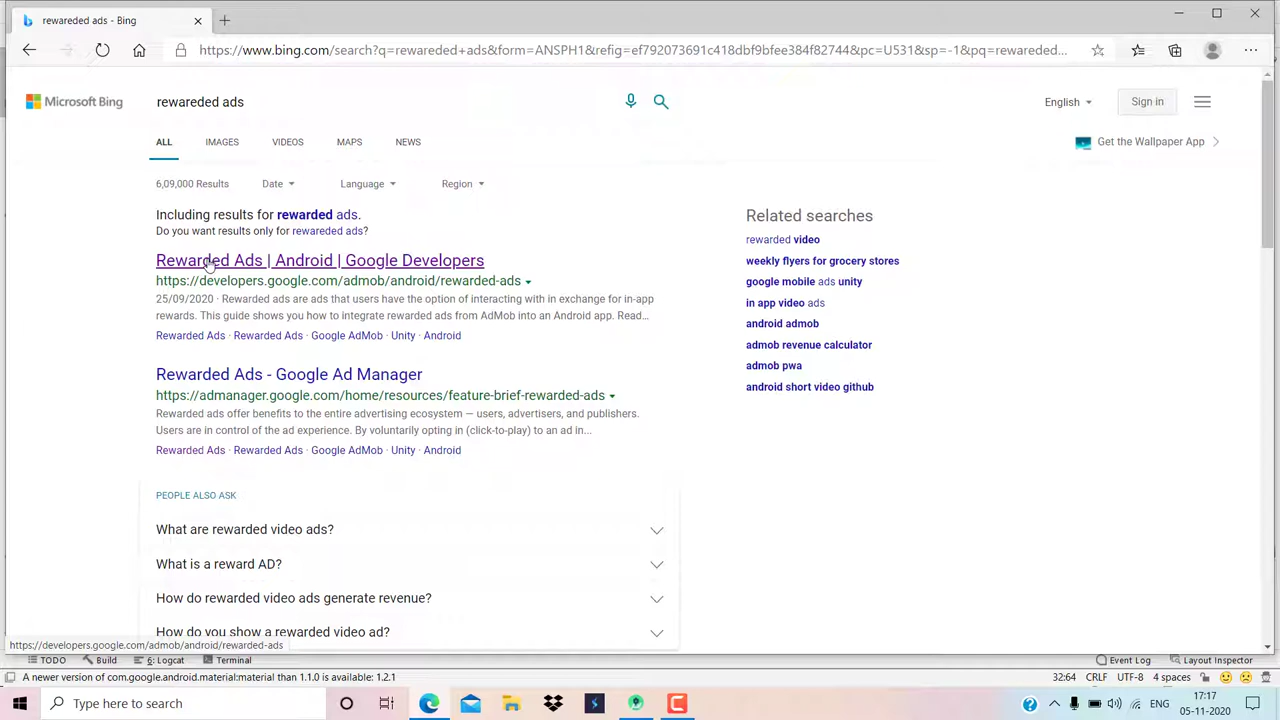 rewareded ads - Bing
https://www.bing.com/search?q=rewareded+ads&form=ANSPH1&refig=ef792073691c418dbf9bfee384f82744&pc=U531&sp=-1&pq=rewareded...
Microsoft Bing
rewareded ads
English
Sign in
ALL
IMAGES
VIDEOS
MAPS
NEWS
Get the Wallpaper App
6,09,000 Results
Date
Language
Region
Including results for rewarded ads.
Do you want results only for rewareded ads?
Rewarded Ads | Android | Google Developers
https://developers.google.com/admob/android/rewarded-ads
25/09/2020 · Rewarded ads are ads that users have the option of interacting with in exchange for in-app
rewards. This guide shows you how to integrate rewarded ads from AdMob into an Android app. Read…
Rewarded Ads · Rewarded Ads · Google AdMob · Unity · Android
Rewarded Ads - Google Ad Manager
https://admanager.google.com/home/resources/feature-brief-rewarded-ads
Rewarded ads offer benefits to the entire advertising ecosystem — users, advertisers, and publishers.
Users are in control of the ad experience. By voluntarily opting in (click-to-play) to an ad in...
Rewarded Ads · Rewarded Ads · Google AdMob · Unity · Android
PEOPLE ALSO ASK
What are rewarded video ads?
What is a reward AD?
How do rewarded video ads generate revenue?
How do you show a rewarded video ad?
Related searches
rewarded video
weekly flyers for grocery stores
google mobile ads unity
in app video ads
android admob
admob revenue calculator
admob pwa
android short video github
https://developers.google.com/admob/android/rewarded-ads
TODO
Build
6: Logcat
Terminal
Event Log
Layout Inspector
A newer version of com.google.android.material:material than 1.1.0 is available: 1.2.1
32:64
CRLF
UTF-8
4 spaces
Type here to search
ENG
17:17
05-11-2020